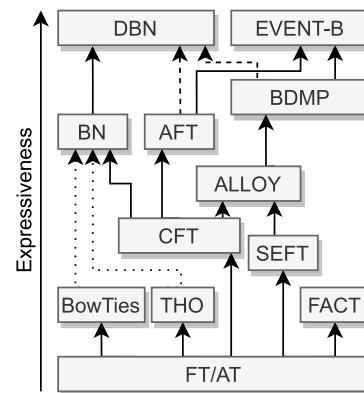 DBN
EVENT-B
BDMP
BN
AFT
ALLOY
CFT
SEFT
BowTies
THO
FACT
FT/AT
Expressiveness